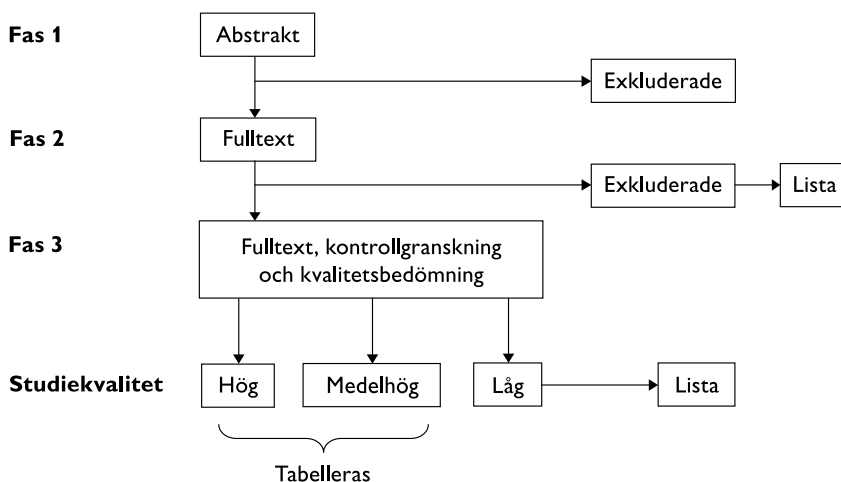 Fas 1
Abstrakt
Exkluderade
Fas 2
Fulltext
Exkluderade
Lista
Fas 3
Fulltext, kontrollgranskning
och kvalitetsbedömning
Studiekvalitet
Hög
Medelhög
Låg
Lista
Tabelleras